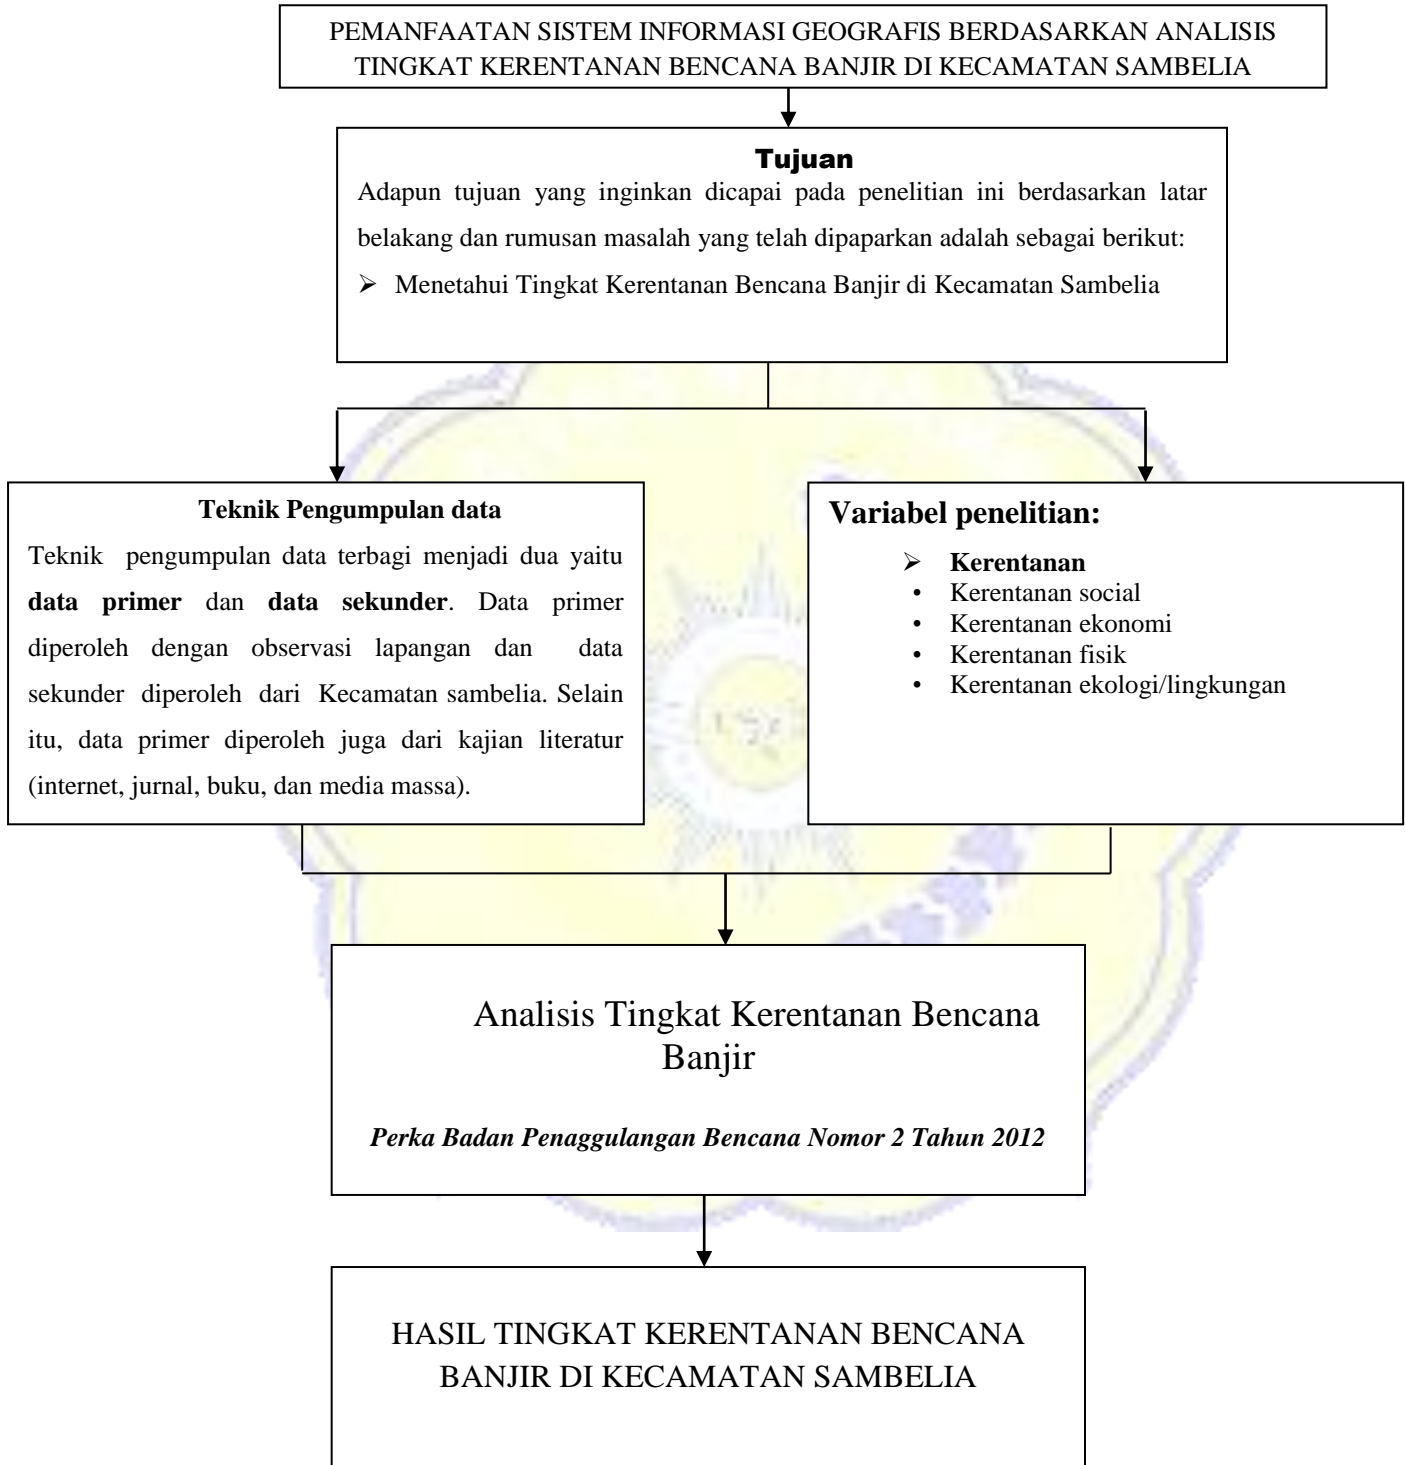 PEMANFAATAN SISTEM INFORMASI GEOGRAFIS BERDASARKAN ANALISIS
TINGKAT KERENTANAN BENCANA BANJIR DI KECAMATAN SAMBELIA
Tujuan
Adapun tujuan yang inginkan dicapai pada penelitian ini berdasarkan latar
belakang dan rumusan masalah yang telah dipaparkan adalah sebagai berikut:
➢ Menetahui Tingkat Kerentanan Bencana Banjir di Kecamatan Sambelia
Teknik Pengumpulan data
Teknik pengumpulan data terbagi menjadi dua yaitu
data primer dan data sekunder. Data primer
diperoleh dengan observasi lapangan dan data
sekunder diperoleh dari Kecamatan sambelia. Selain
itu, data primer diperoleh juga dari kajian literatur
(internet, jurnal, buku, dan media massa).
Variabel penelitian:
➢ Kerentanan
• Kerentanan social
• Kerentanan ekonomi
• Kerentanan fisik
• Kerentanan ekologi/lingkungan
Analisis Tingkat Kerentanan Bencana
Banjir
Perka Badan Penaggulangan Bencana Nomor 2 Tahun 2012
HASIL TINGKAT KERENTANAN BENCANA
BANJIR DI KECAMATAN SAMBELIA